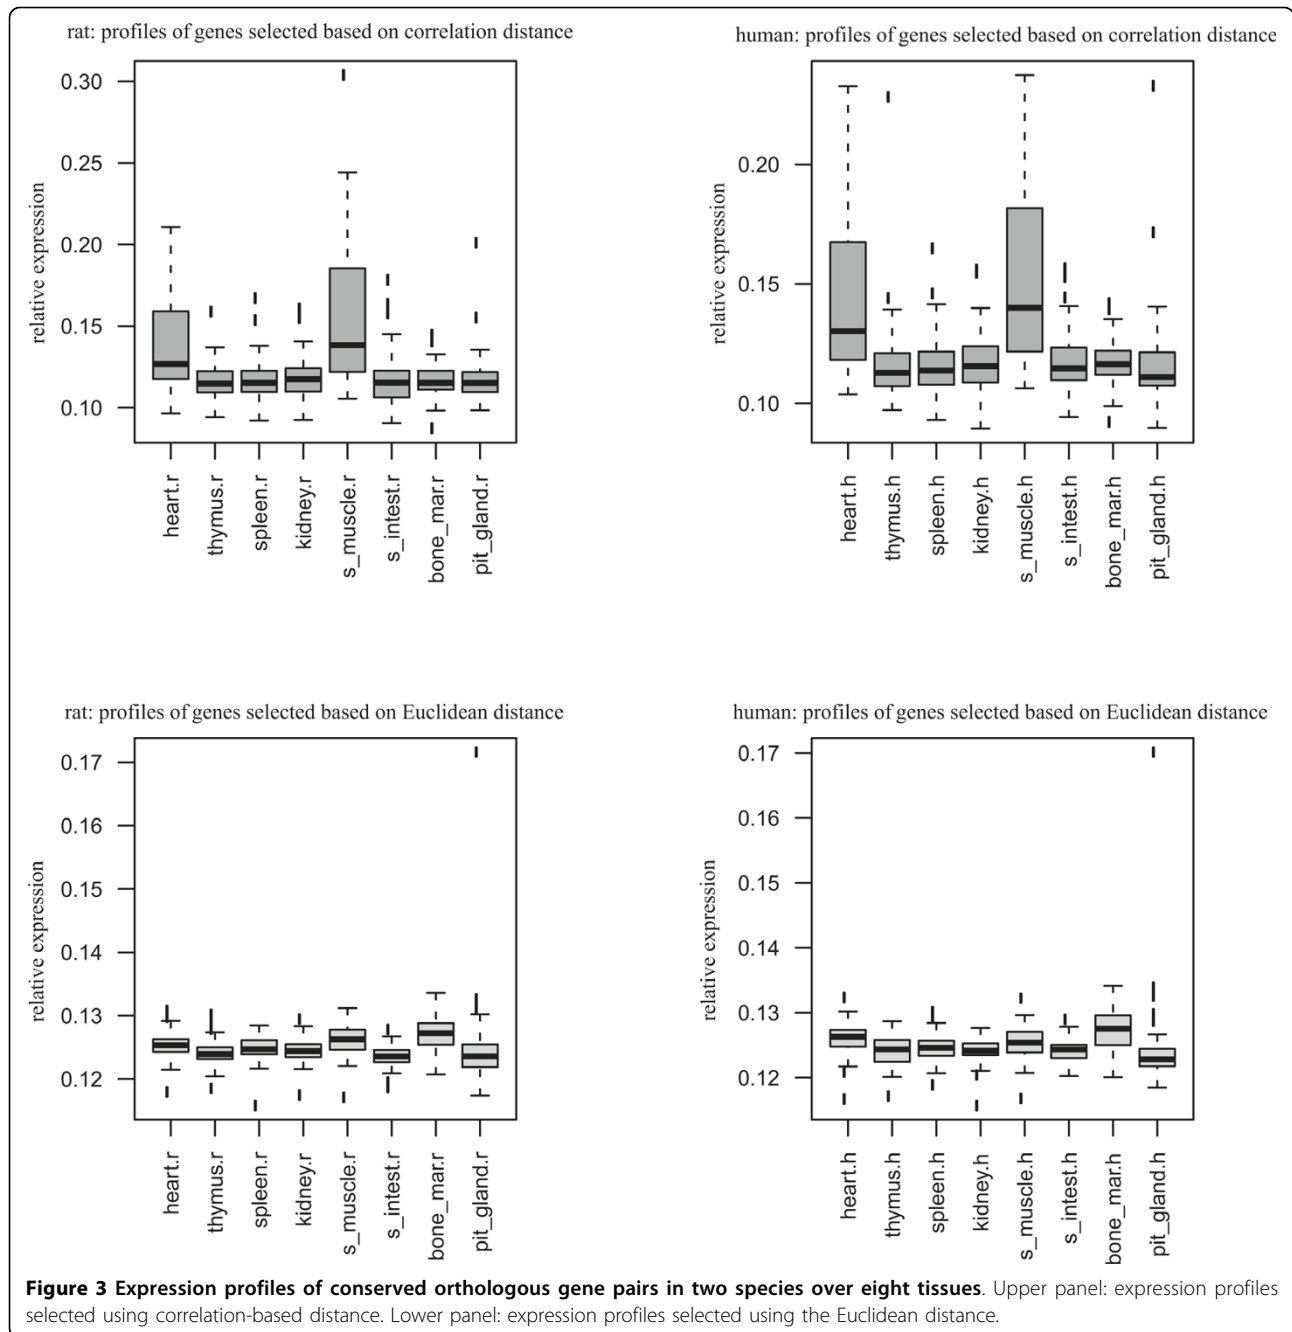 rat: profiles of genes selected based on correlation distance
relative expression
0.30
0.25
0.20
0.15
0.10
heart.r
thymus.r
spleen.r
kidney.r
s_muscle.r
s_intest.r
bone_mar.r
pit_gland.r
human: profiles of genes selected based on correlation distance
relative expression
0.20
0.15
0.10
heart.h
thymus.h
spleen.h
kidney.h
s_muscle.h
s_intest.h
bone_mar.h
pit_gland.h
rat: profiles of genes selected based on Euclidean distance
relative expression
0.17
0.16
0.15
0.14
0.13
0.12
heart.r
thymus.r
spleen.r
kidney.r
s_muscle.r
s_intest.r
bone_mar.r
pit_gland.r
human: profiles of genes selected based on Euclidean distance
relative expression
0.17
0.16
0.15
0.14
0.13
0.12
heart.h
thymus.h
spleen.h
kidney.h
s_muscle.h
s_intest.h
bone_mar.h
pit_gland.h
Figure 3 Expression profiles of conserved orthologous gene pairs in two species over eight tissues. Upper panel: expression profiles
selected using correlation-based distance. Lower panel: expression profiles selected using the Euclidean distance.